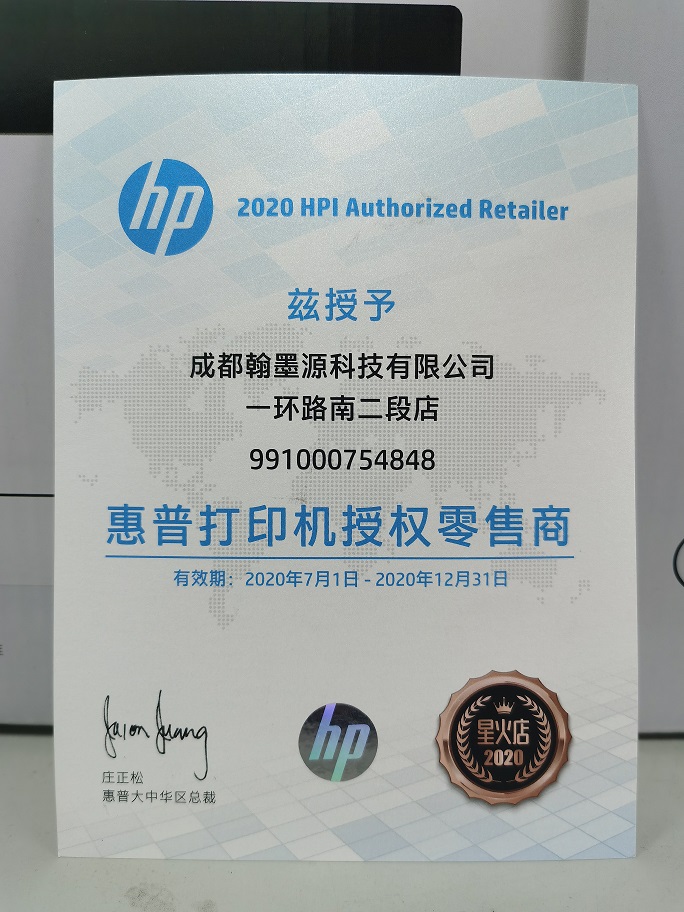 hp
2020 HPI Authorized Retailer
兹授予
成都翰墨源科技有限公司
一环路南二段店
991000754848
惠普打印机授权零售商
有效期：2020年7月1日 - 2020年12月31日
庄正松
惠普大中华区总裁
hp
星火店
2020